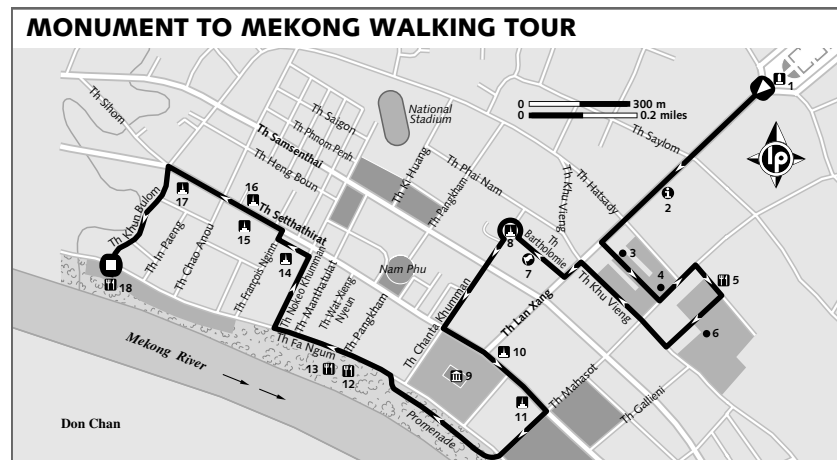 MONUMENT TO MEKONG WALKING TOUR
1
National
Stadium
0 300 m
0 0.2 miles
Th Sihom
Th Saigon
Th Phnom Penh
Th Samsenthai
Th Heng Boun
Th Ki Huang
Th Phai Nam
Th Pangkham
Th Khu Vieng
Th Hatsady
Th Saylom
lp
2
16
17
Th Khun Bulom
Th Setthathirat
15
Th In Paeng
Th Chao Anou
14
18
Th François Nginn
Th Nokeo Khumman
Th Manthatulat
Th Wat Xieng
Nyeun
Th Pangkham
Nam Phu
Th Chanta Khumman
8
Th
Bartholomie
7
3
4
5
6
Th Khu Vieng
Th Lan Xang
10
9
11
Th Mahasot
Th Gallieni
Th Fa Ngum
13
12
Mekong River
Promenade
Don Chan